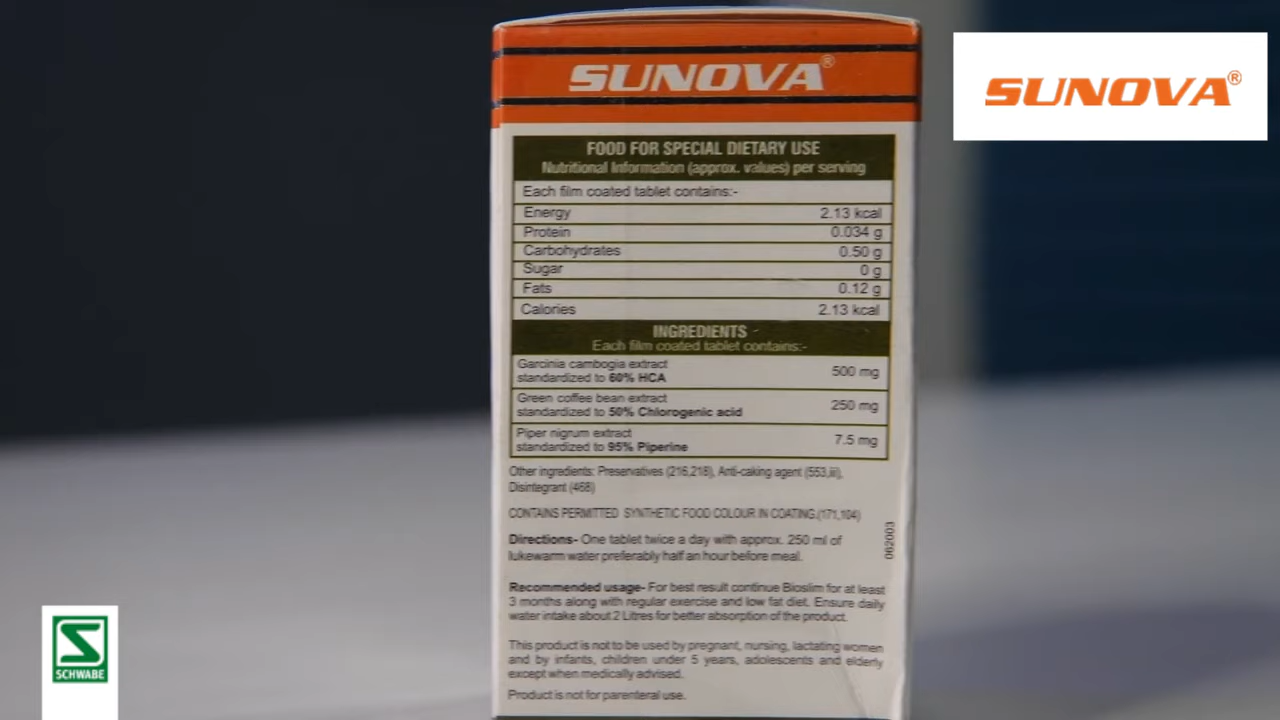 SUNOVA®
SUNOVA®
FOOD FOR SPECIAL DIETARY USE
Nutritional Information (approx. values) per serving
Each film coated tablet contains:-
Energy 2.13 kcal
Protein 0.034 g
Carbohydrates 0.50 g
Sugar 0 g
Fats 0.12 g
Calories 2.13 kcal
INGREDIENTS -
Each film coated tablet contains:-
Garcinia cambogia extract
standardized to 60% HCA 500 mg
Green coffee bean extract
standardized to 50% Chlorogenic acid 250 mg
Piper nigrum extract
standardized to 95% Piperine 7.5 mg
Other ingredients: Preservatives (216,218), Anti-caking agent (553,iii),
Disintegrant (468)
CONTAINS PERMITTED SYNTHETIC FOOD COLOUR IN COATING.(171,104)
062003
Directions- One tablet twice a day with approx. 250 ml of
lukewarm water preferably half an hour before meal.
Recommended usage- For best result continue Bioslim for at least
3 months along with regular exercise and low fat diet. Ensure daily
water intake about 2 Litres for better absorption of the product.
This product is not to be used by pregnant, nursing, lactating women
and by infants, children under 5 years, adolescents and elderly
except when medically advised.
Product is not for parenteral use.
SCHWABE